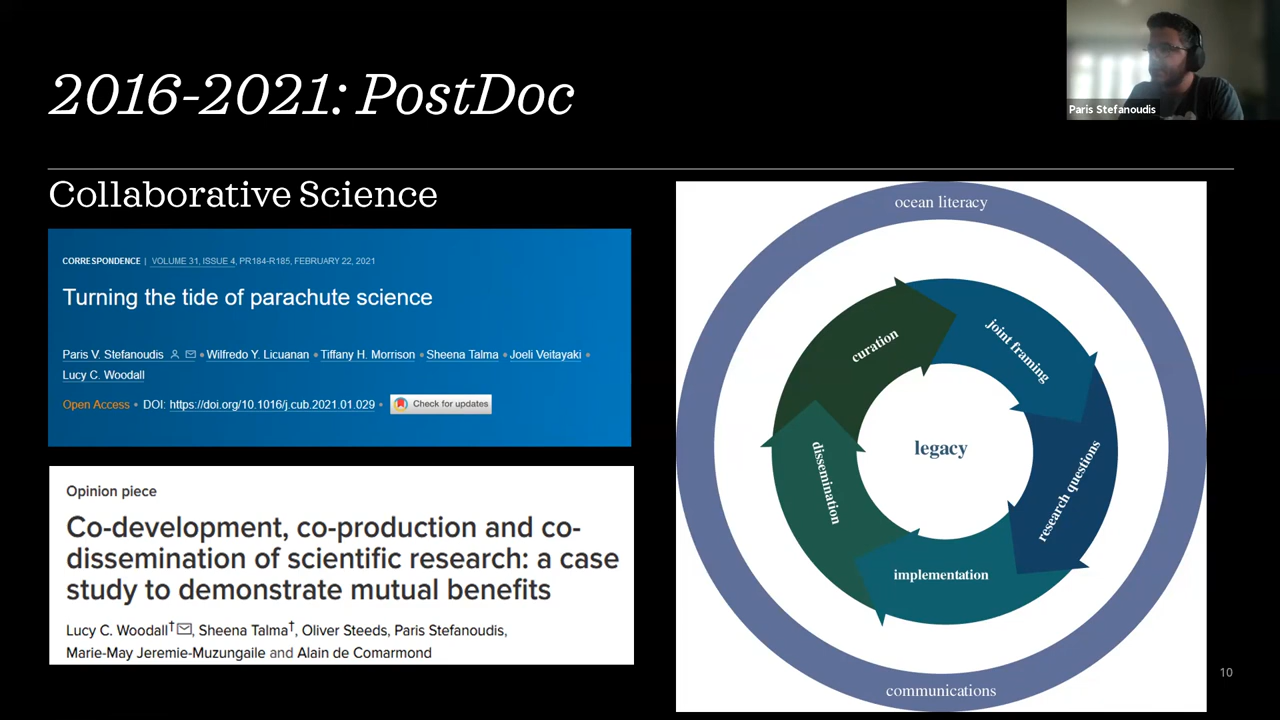 2016-2021: PostDoc
Paris Stefanoudis
Collaborative Science
CORRESPONDENCE | VOLUME 31, ISSUE 4, PR184-R185, FEBRUARY 22, 2021
Turning the tide of parachute science
Paris V. Stefanoudis • Wilfredo Y. Licuanan • Tiffany H. Morrison • Sheena Talma • Joeli Veitayaki •
Lucy C. Woodall
Open Access • DOI: https://doi.org/10.1016/j.cub.2021.01.029 • Check for updates
Opinion piece
Co-development, co-production and co-
dissemination of scientific research: a case
study to demonstrate mutual benefits
Lucy C. Woodall†, Sheena Talma†, Oliver Steeds, Paris Stefanoudis,
Marie-May Jeremie-Muzungaile and Alain de Comarmond
ocean literacy
curation
joint framing
research questions
implementation
dissemination
legacy
communications
10